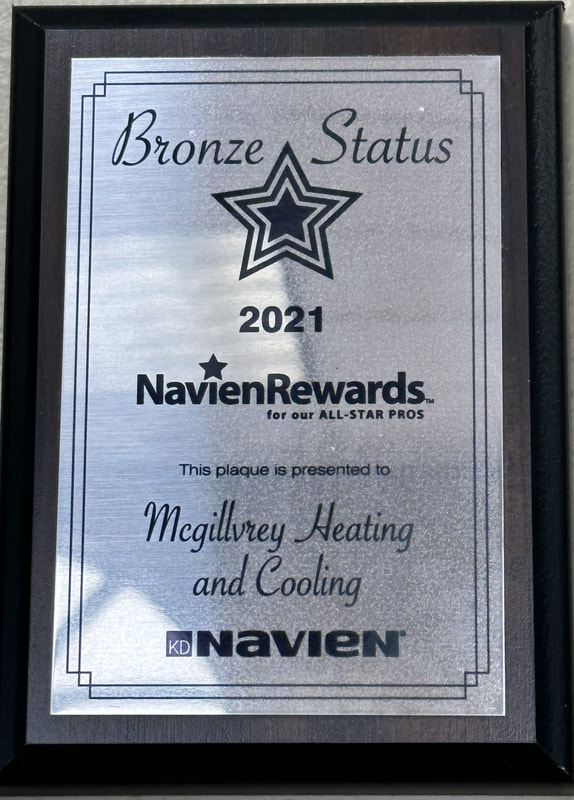 Bronze Status
2021
NavienRewards™
for our ALL-STAR PROS
This plaque is presented to
Mcgillvrey Heating
and Cooling
KD NAVIEN®